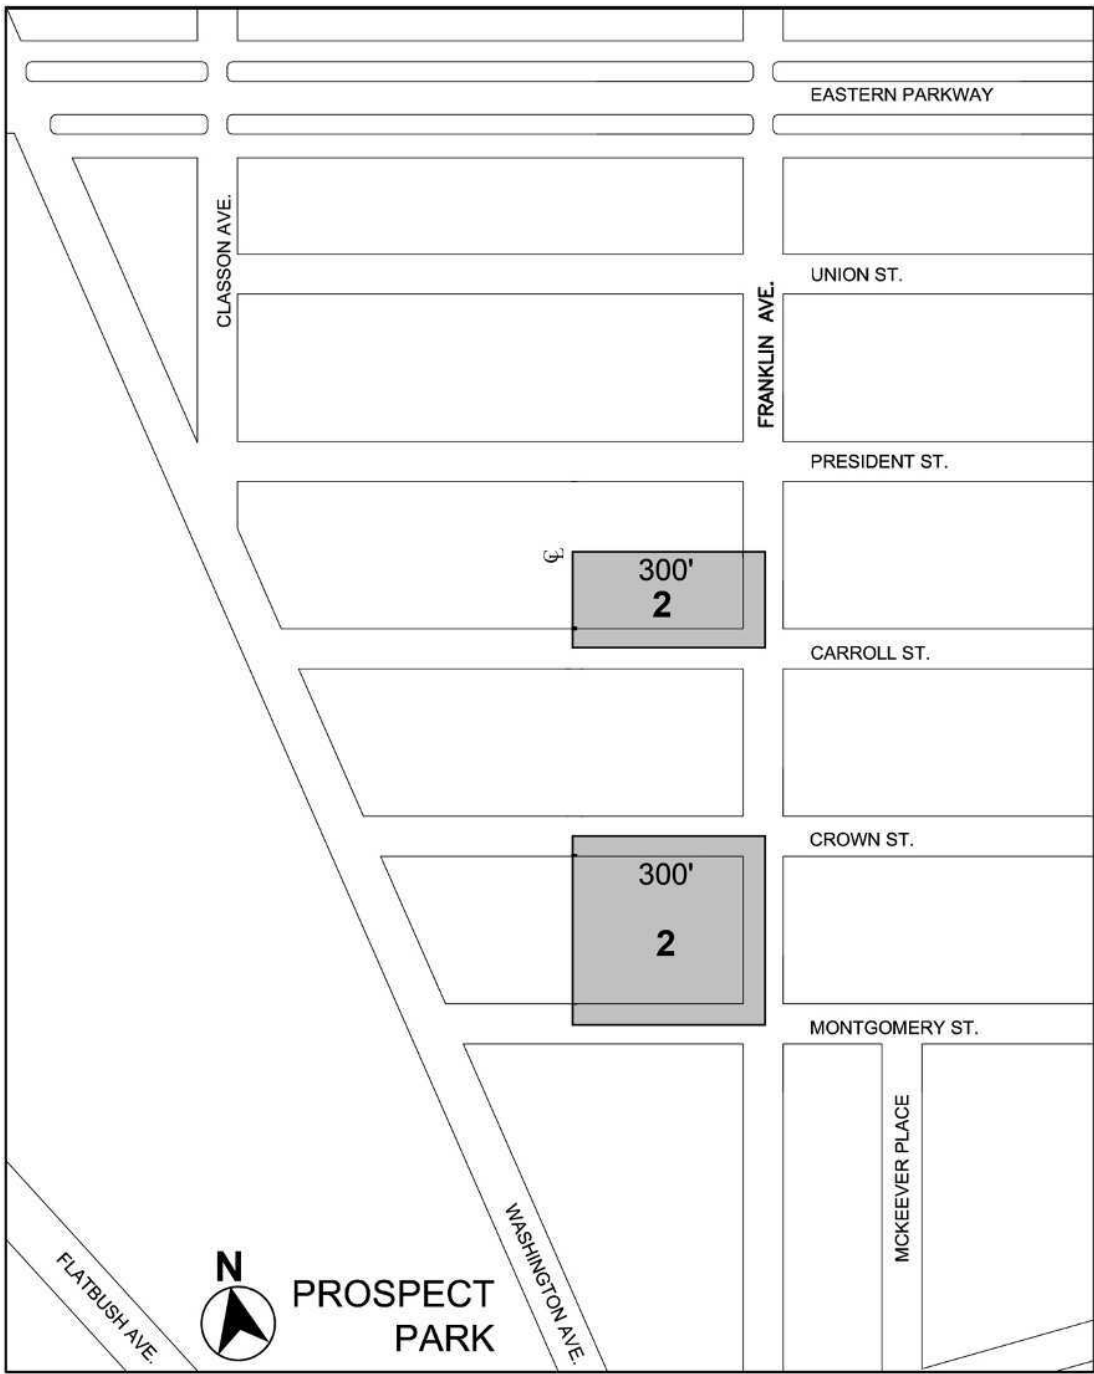 EASTERN PARKWAY
CLASSON AVE.
UNION ST.
FRANKLIN AVE.
PRESIDENT ST.
300'
2
CARROLL ST.
CROWN ST.
300'
2
MONTGOMERY ST.
MCKEEVER PLACE
WASHINGTON AVE.
FLATBUSH AVE.
N
PROSPECT
PARK